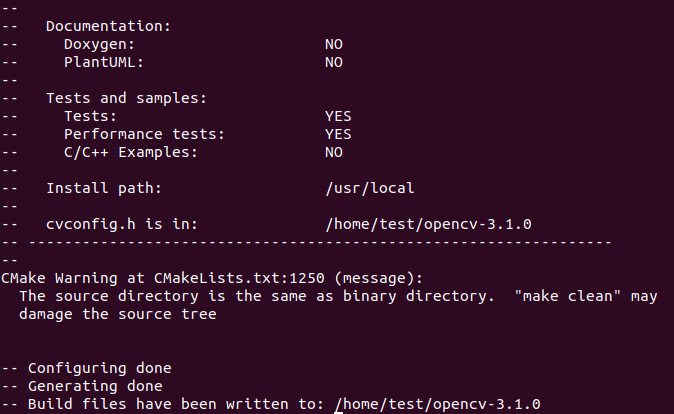 --
--   Documentation:
--     Doxygen:                     NO
--     PlantUML:                    NO
--
--   Tests and samples:
--     Tests:                       YES
--     Performance tests:           YES
--     C/C++ Examples:              NO
--
--   Install path:                  /usr/local
--
--   cvconfig.h is in:              /home/test/opencv-3.1.0
-- -----------------------------------------------------------------
--
CMake Warning at CMakeLists.txt:1250 (message):
  The source directory is the same as binary directory.  "make clean" may
  damage the source tree
-- Configuring done
-- Generating done
-- Build files have been written to: /home/test/opencv-3.1.0